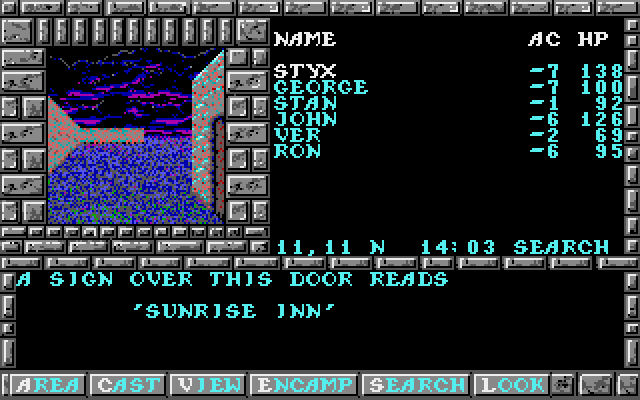 NAME AC HP
STYX -7 138
GEORGE -7 100
STAN -1 92
JOHN -6 126
VER -2 69
RON -6 95
11,11 N 14:03 SEARCH
A SIGN OVER THIS DOOR READS
'SUNRISE INN'
AREA CAST VIEW ENCAMP SEARCH LOOK